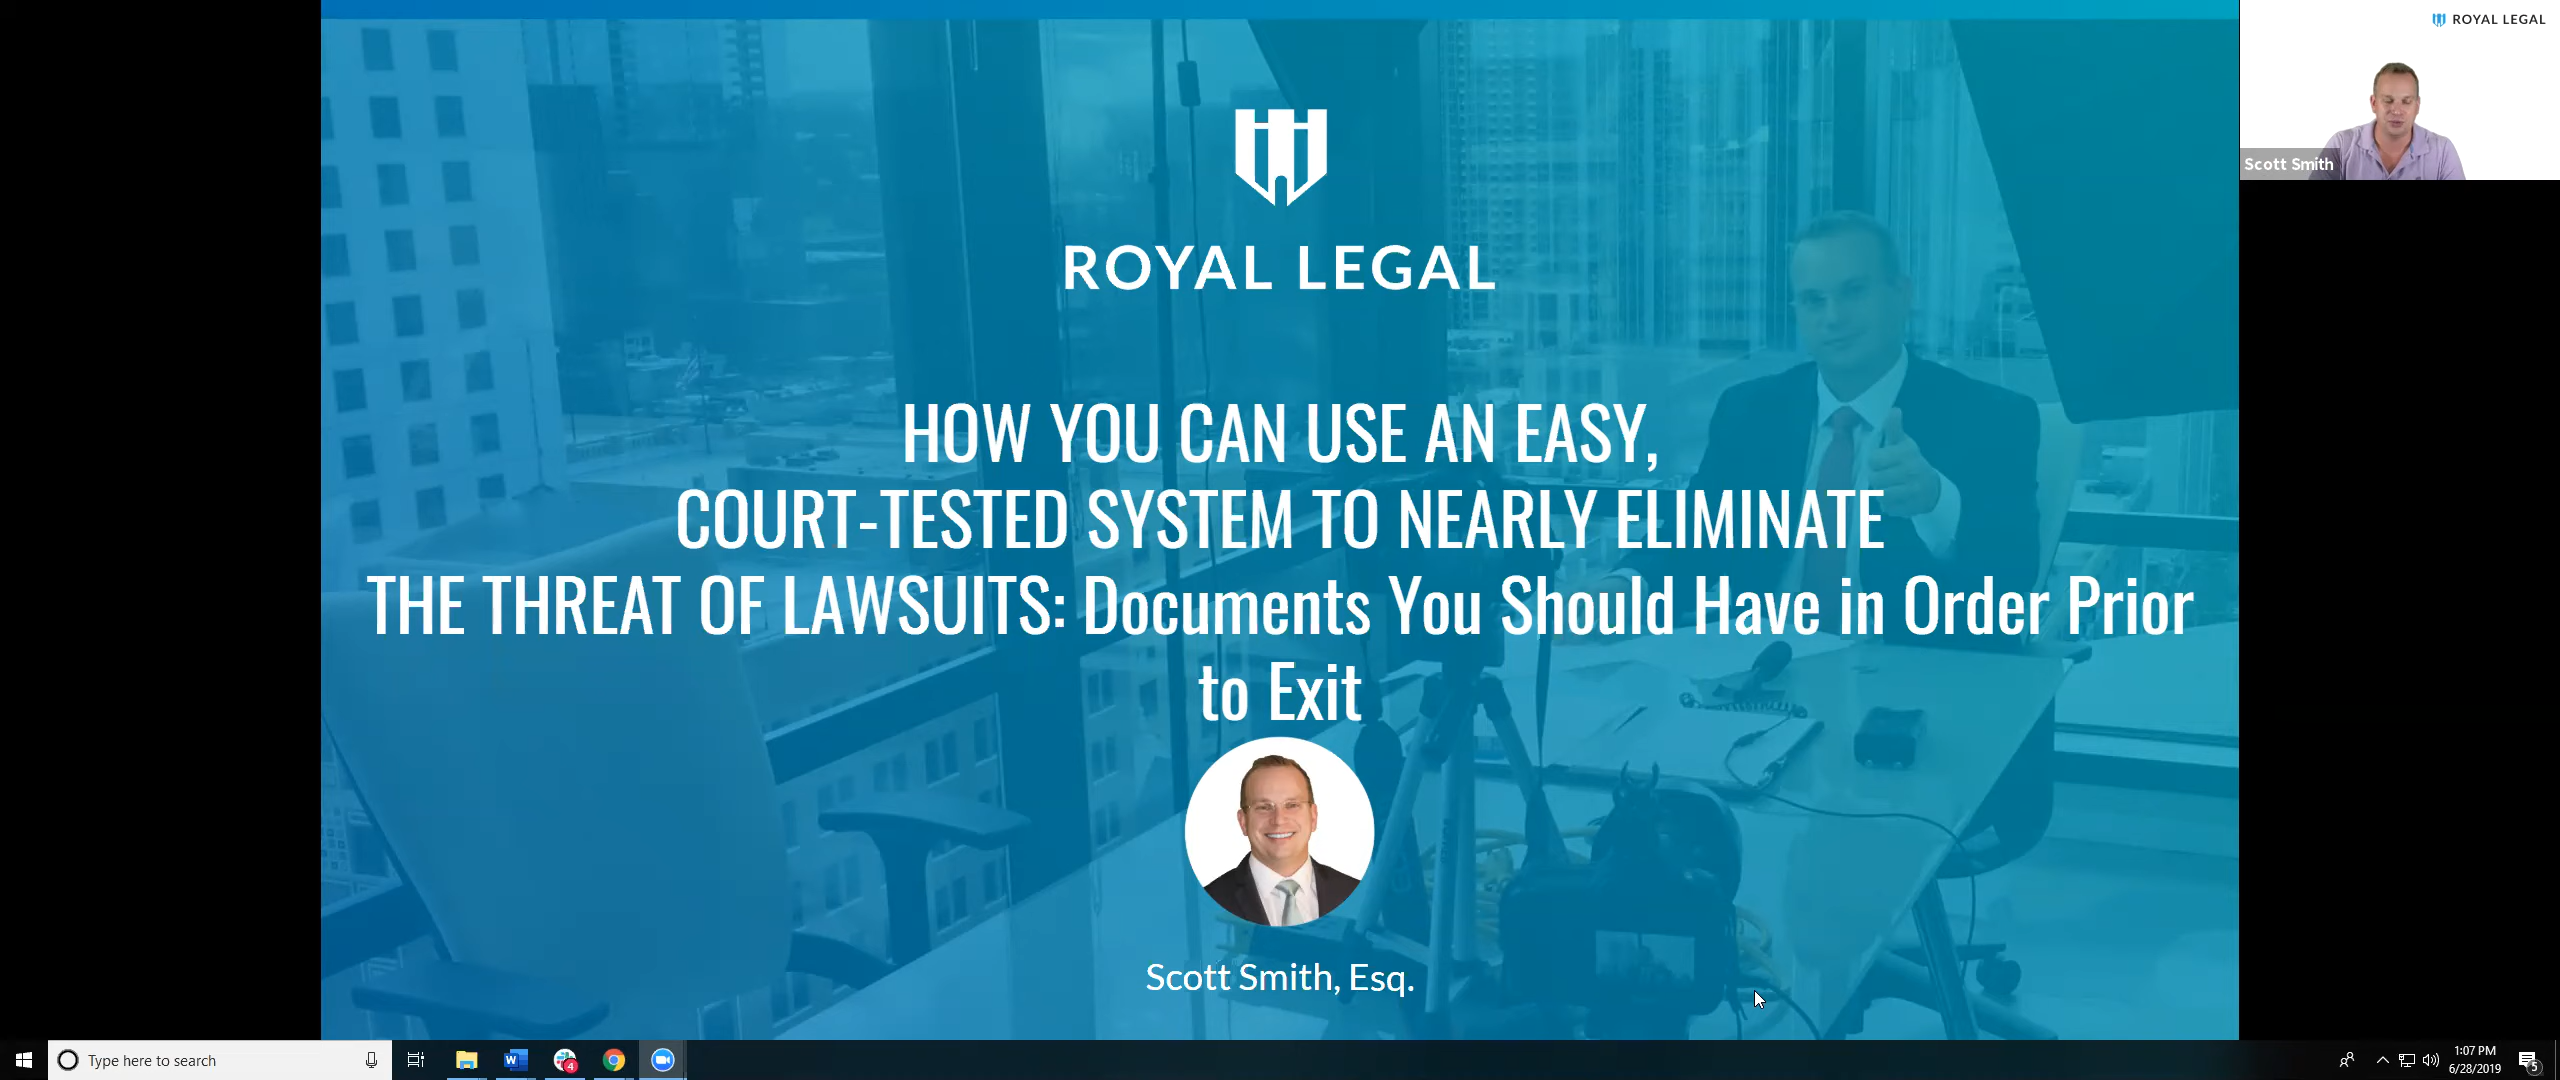 ROYAL LEGAL
Scott Smith
ROYAL LEGAL
HOW YOU CAN USE AN EASY,
COURT-TESTED SYSTEM TO NEARLY ELIMINATE
THE THREAT OF LAWSUITS: Documents You Should Have in Order Prior
to Exit
Scott Smith, Esq.
Type here to search
W
4
1:07 PM
6/28/2019
5